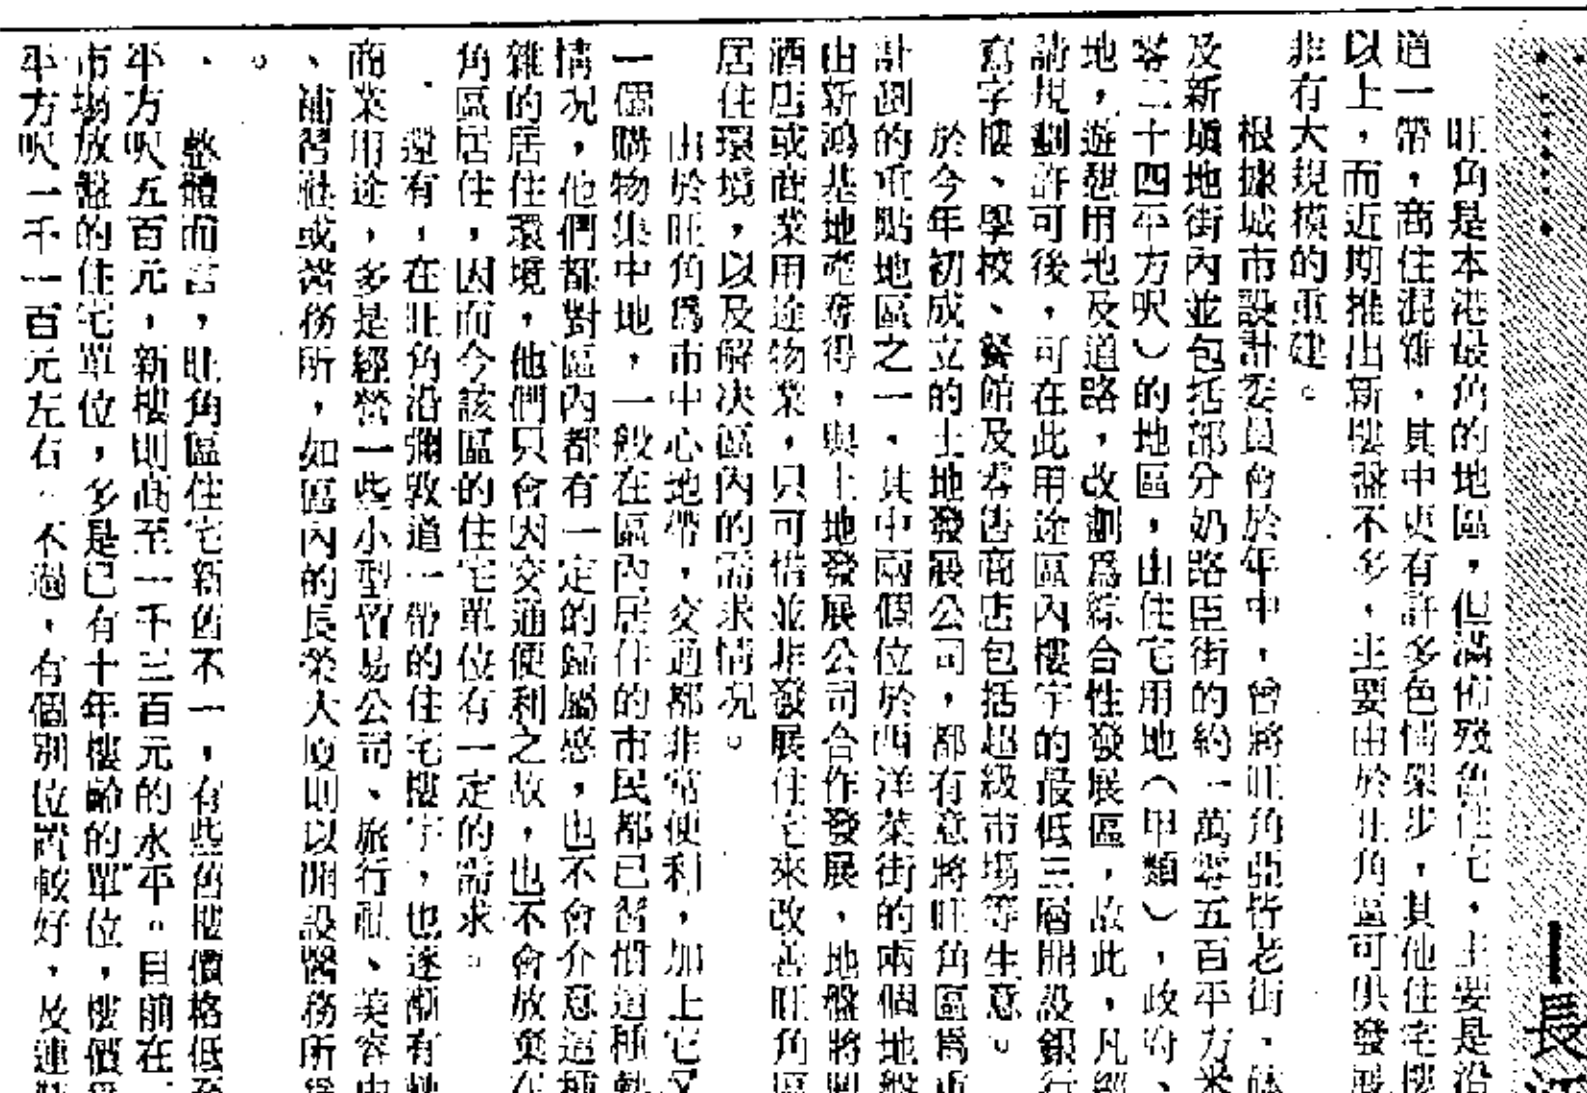 長
旺角是本港最舊的地區，但滿佈殘舊住宅，主要是沿
道一帶，商住混雜，其中更有許多色情架步，其他住宅樓
以上，而近期推出新樓盤不多，主要由於旺角區可供發展
非有大規模的重建。
根據城市設計委員會於年中，曾將旺角亞皆老街、
及新塡地街內並包括部分奶路臣街的約一萬零五百平方米
零二十四平方呎）的地區，由住宅用地（甲類），政府、
地，遊憩用地及道路，改劃爲綜合性發展區，故此，凡經
請規劃許可後，可在此用途區內樓宇的最低三層開設銀行
寫字樓、學校、餐館及零售商店包括超級市場等生意。
於今年初成立的土地發展公司，都有意將旺角區爲重
計劃的重點地區之一，其中兩個位於西洋菜街的兩個地盤
由新鴻基地產奪得，與土地發展公司合作發展，地盤將
酒店或商業用途物業，只可惜並非發展住宅來改善旺角區
居住環境，以及解决區內的需求情况。
由於旺角爲市中心地帶，交通都非常便利，加上它又
一個購物集中地，一般在區內居住的市民都已習慣這種
情况，他們都對區內都有一定的歸屬感，也不會介意這種
雜的居住環境，他們只會因交通便利之故，也不會放棄在
角區居住，因而令該區的住宅單位有一定的需求。
還有，在旺角沿彌敦道一帶的住宅樓宇，也逐漸有
商業用途，多是經營一些小型貿易公司、旅行社、美容中
、補習社或醫務所，如區內的長榮大廈則以開設醫務所爲
。
整體而言，旺角區住宅新舊不一，有些舊樓價格低至
平方呎五百元，新樓則高至一千三百元的水平。目前在
市場放盤的住宅單位，多是已有十年樓齡的單位，樓價爲
平方呎一千一百元左右。不過，有個別位置較好，及連